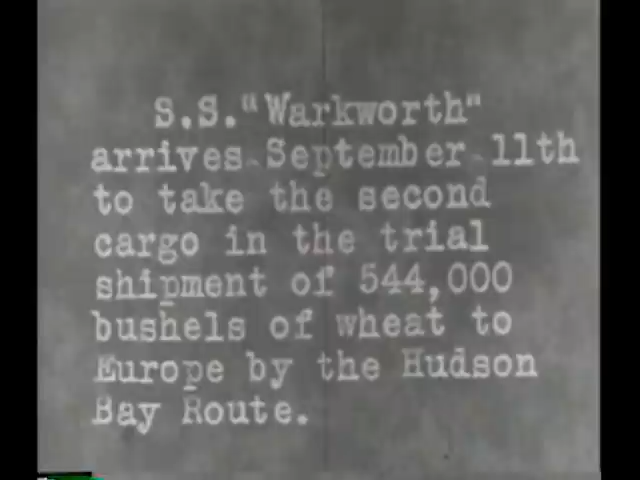 S.S."Warkworth"
arrives September 11th
to take the second
cargo in the trial
shipment of 544,000
bushels of wheat to
Europe by the Hudson
Bay Route.